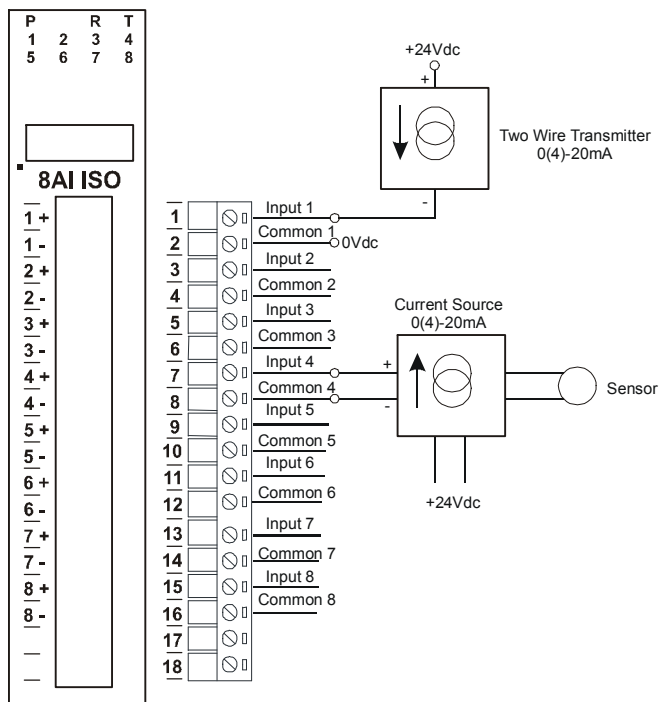 P R T
1 2 3 4
5 6 7 8
8AI ISO
1 +
1 -
2 +
2 -
3 +
3 -
4 +
4 -
5 +
5 -
6 +
6 -
7 +
7 -
8 +
8 -
1 Input 1
2 Common 1 0Vdc
3 Input 2
4 Common 2
5 Input 3
6 Common 3
7 Input 4
8 Common 4
9 Input 5
10 Common 5
11 Input 6
12 Common 6
13 Input 7
14 Common 7
15 Input 8
16 Common 8
17
18
+24Vdc
+
Two Wire Transmitter
0(4)-20mA
-
Current Source
0(4)-20mA
+
-
Sensor
+24Vdc